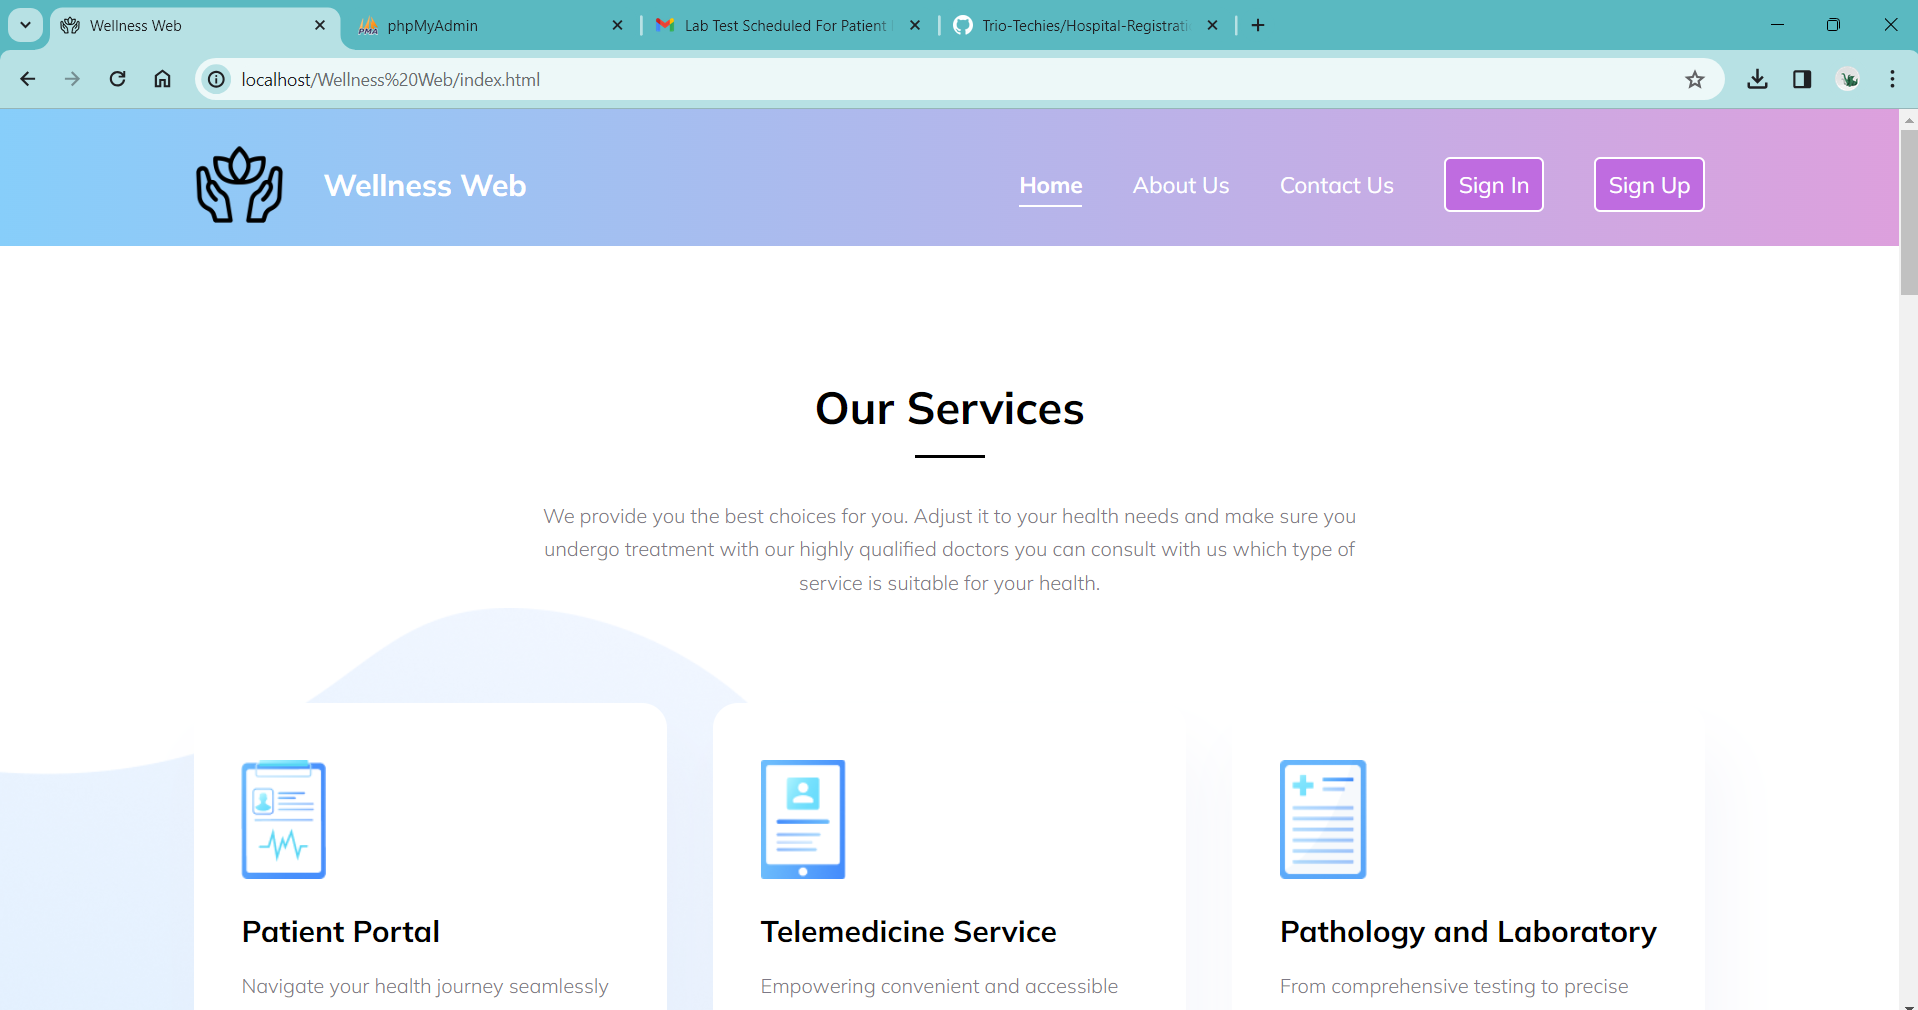 Wellness Web
phpMyAdmin
Lab Test Scheduled For Patient
Trio-Techies/Hospital-Registrati
localhost/Wellness%20Web/index.html
Wellness Web
Home
About Us
Contact Us
Sign In
Sign Up
Our Services
We provide you the best choices for you. Adjust it to your health needs and make sure you
undergo treatment with our highly qualified doctors you can consult with us which type of
service is suitable for your health.
Patient Portal
Navigate your health journey seamlessly
Telemedicine Service
Empowering convenient and accessible
Pathology and Laboratory
From comprehensive testing to precise